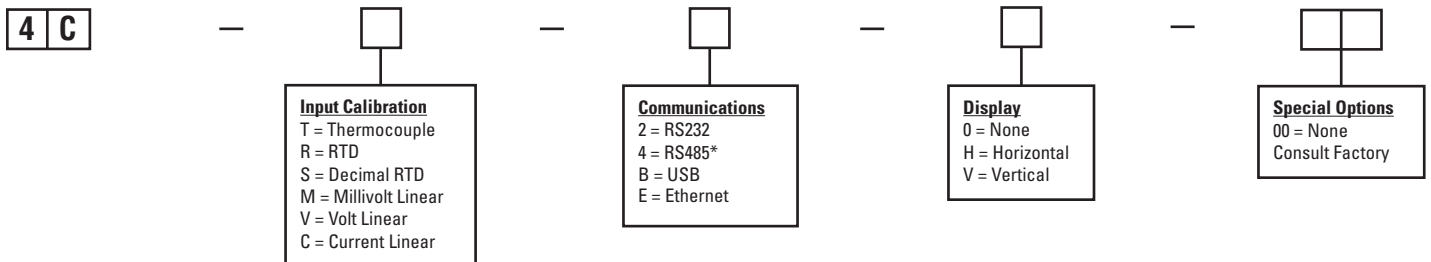 4 C – – – –
Input Calibration
T = Thermocouple
R = RTD
S = Decimal RTD
M = Millivolt Linear
V = Volt Linear
C = Current Linear
Communications
2 = RS232
4 = RS485*
B = USB
E = Ethernet
Display
0 = None
H = Horizontal
V = Vertical
Special Options
00 = None
Consult Factory